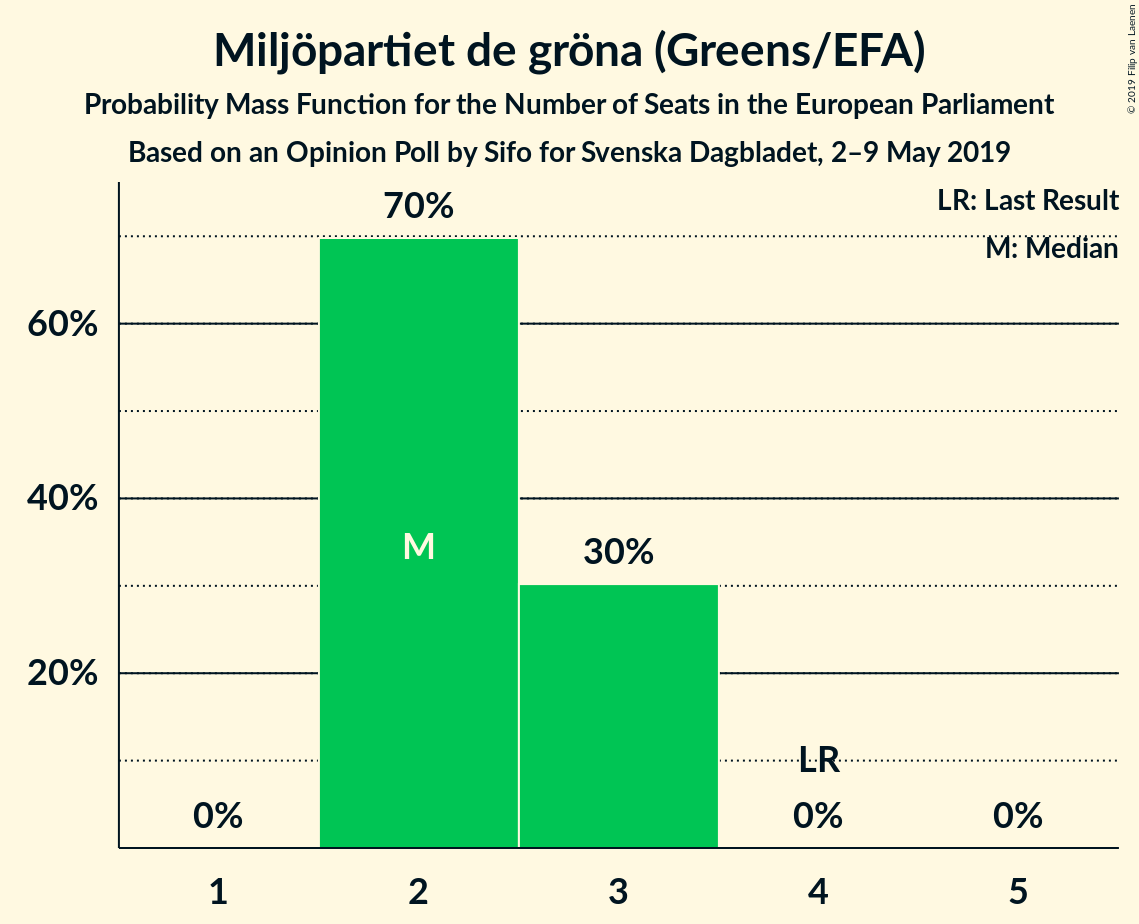 Miljöpartiet de gröna (Greens/EFA)
Probability Mass Function for the Number of Seats in the European Parliament
Based on an Opinion Poll by Sifo for Svenska Dagbladet, 2–9 May 2019
© 2019 Filip van Laenen
LR: Last Result
M: Median
70%
60%
40%
20%
M
30%
LR
0%
0%
0%
1
2
3
4
5